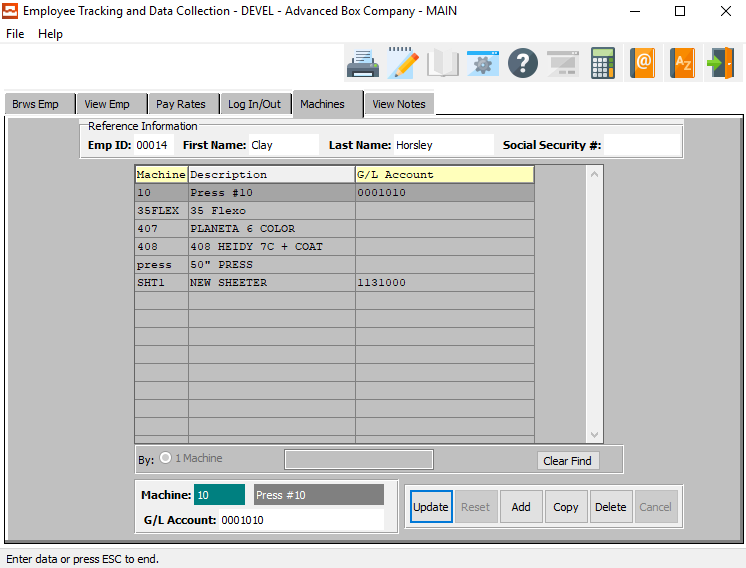 Employee Tracking and Data Collection - DEVEL - Advanced Box Company - MAIN
File Help
Brws Emp View Emp Pay Rates Log In/Out Machines View Notes
Reference Information
Emp ID: 00014 First Name: Clay Last Name: Horsley Social Security #:
Machine Description G/L Account
10 Press #10 0001010
35FLEX 35 Flexo
407 PLANETA 6 COLOR
408 408 HEIDY 7C + COAT
press 50" PRESS
SHT1 NEW SHEETER 1131000
By: 1 Machine Clear Find
Machine: 10 Press #10
G/L Account: 0001010
Update Reset Add Copy Delete Cancel
Enter data or press ESC to end.